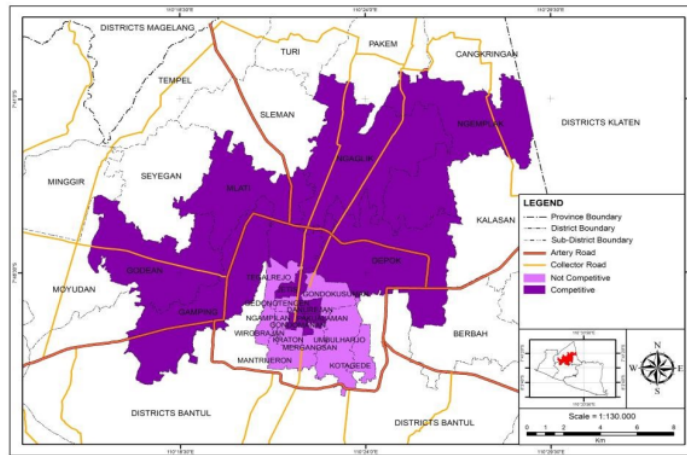 DISTRICTS MAGELANG
TURI
PAKEM
CANGKRINGAN
TEMPEL
SLEMAN
NGEMPLAK
DISTRICTS KLATEN
NGAGLIK
MINGGIR
SEYEGAN
MLATI
KALASAN
GODEAN
DEPOK
MOYUDAN
TEGALREJO
JETIS
GONDOKUSUMAN
GEDONGTENGEN
DANUREJAN
GAMPING
NGAMPILAN
PAKUALAMAN
GONDOMANAN
WIROBRAJAN
KRATON
UMBULHARJO
MERGANGSAN
BERBAH
MANTRIJERON
KOTAGEDE
DISTRICTS BANTUL
DISTRICTS BANTUL
LEGEND
Province Boundary
District Boundary
Sub-District Boundary
Artery Road
Collector Road
Not Competitive
Competitive
N
W
E
S
Scale = 1:130.000
0 1 2 4 6 8
Km